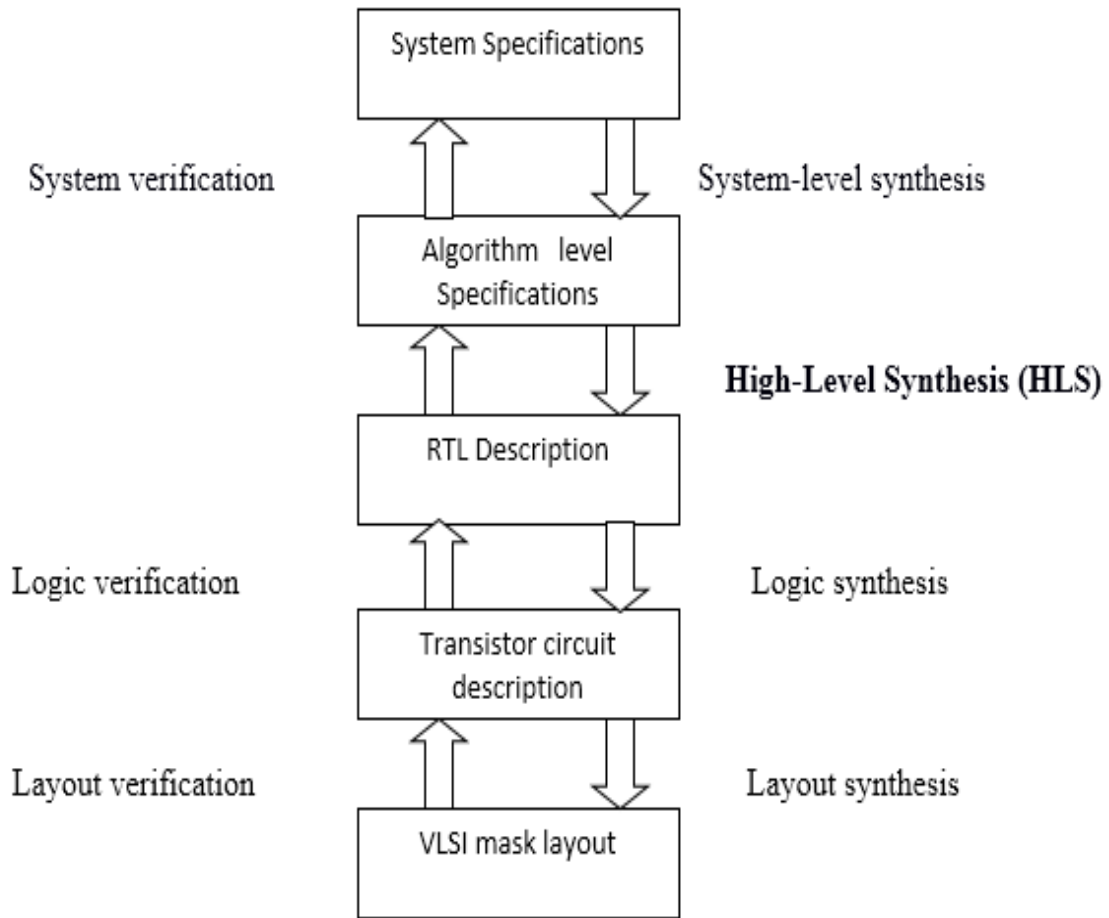 System Specifications
System verification
System-level synthesis
Algorithm level
Specifications
High-Level Synthesis (HLS)
RTL Description
Logic verification
Logic synthesis
Transistor circuit
description
Layout verification
Layout synthesis
VLSI mask layout